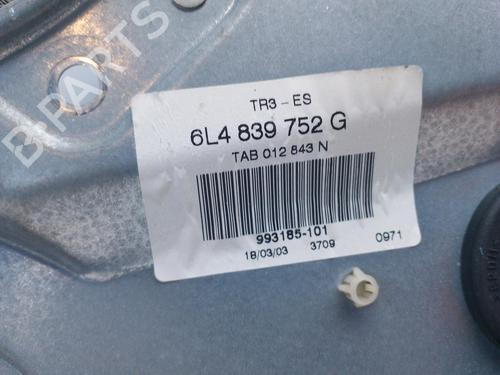 B-PARTS
TR3-ES
6L4 839 752 G
TAB 012 843 N
993185-101
18/03/03 3709 0971